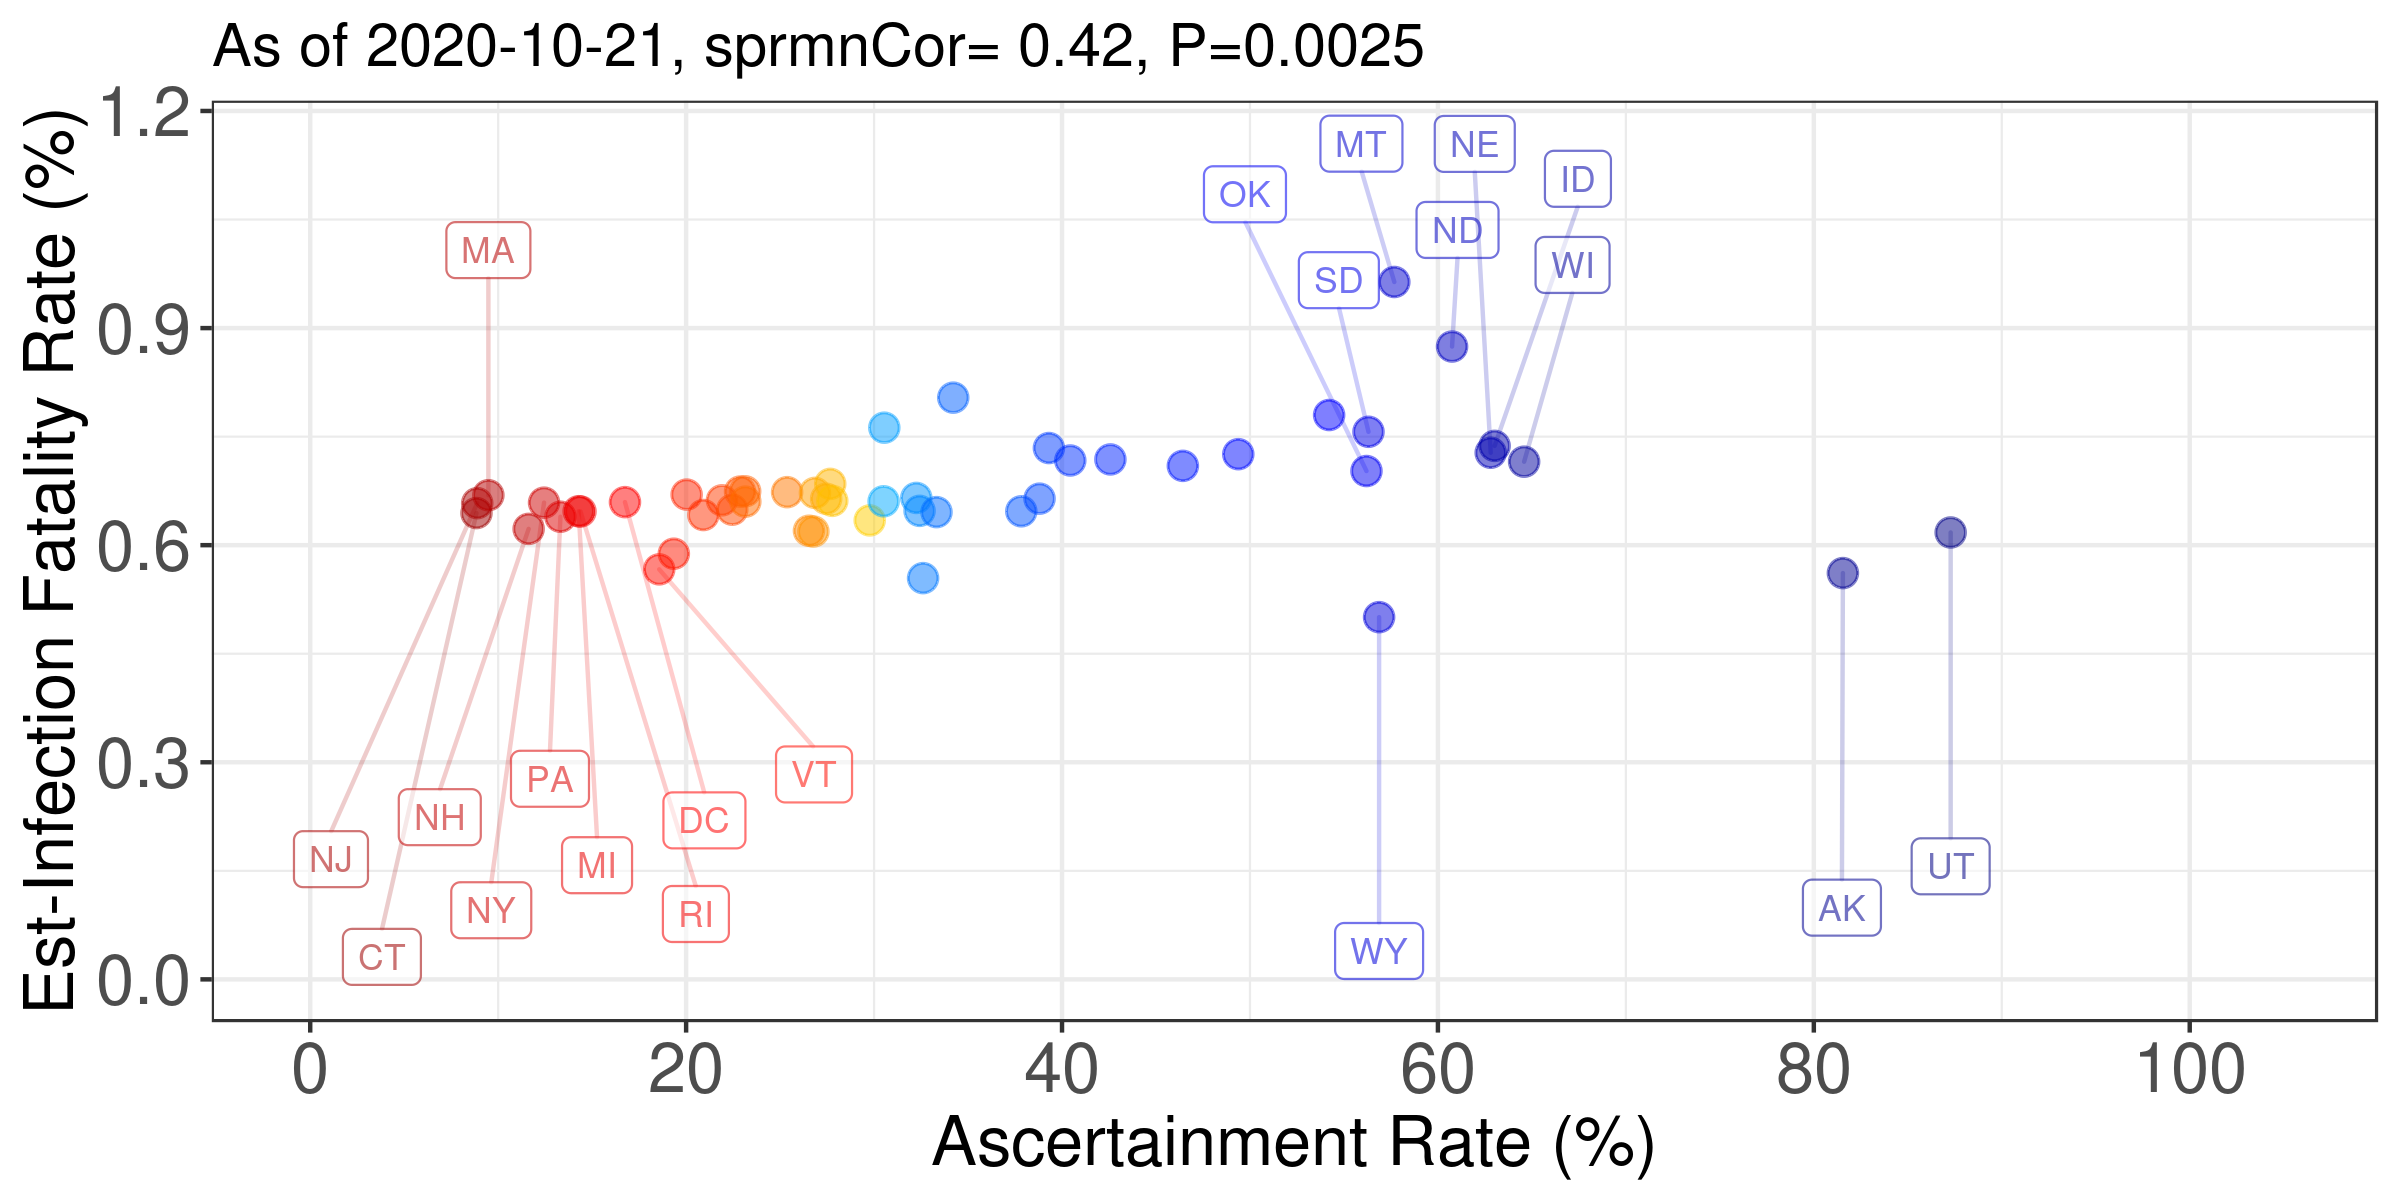 As of 2020-10-21, sprmnCor= 0.42, P=0.0025
Est-Infection Fatality Rate (%)
1.2
0.9
0.6
0.3
0.0
MT
NE
ID
OK
ND
MA
WI
SD
VT
PA
NH
DC
NJ
MI
UT
NY
RI
AK
WY
CT
0
20
40
60
80
100
Ascertainment Rate (%)